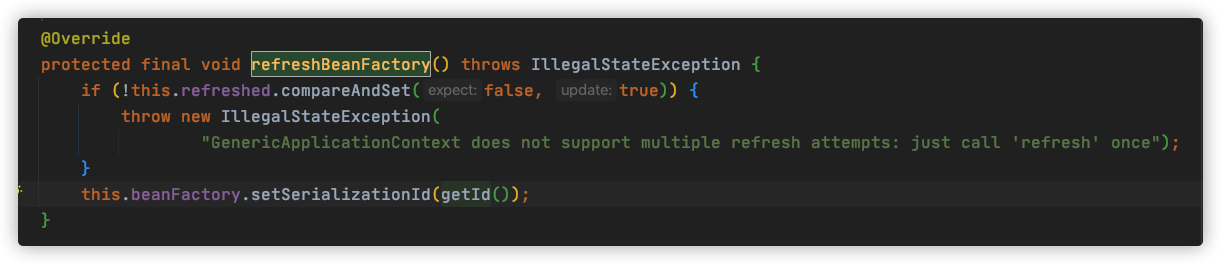 @Override
protected final void refreshBeanFactory() throws IllegalStateException {
if (!this.refreshed.compareAndSet( expect: false, update: true)) {
throw new IllegalStateException(
"GenericApplicationContext does not support multiple refresh attempts: just call 'refresh' once");
}
this.beanFactory.setSerializationId(getId());
}